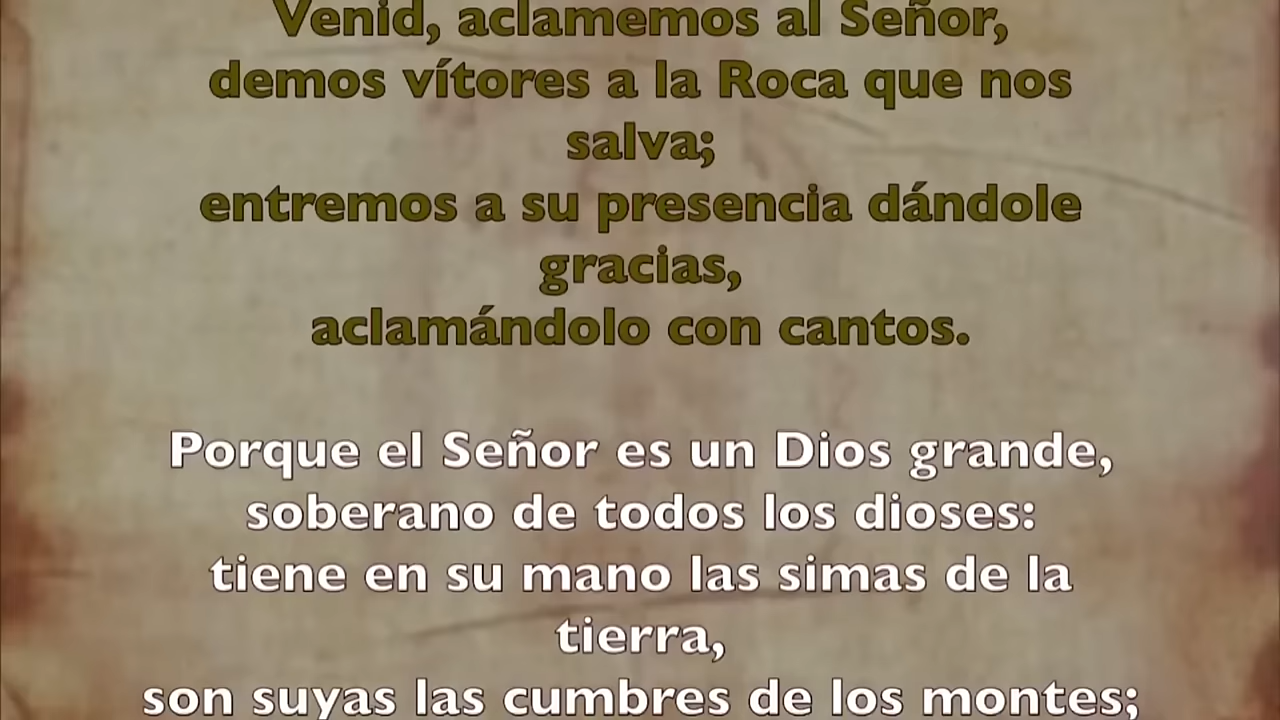 Venid, aclamemos al Señor,
demos vítores a la Roca que nos
salva;
entremos a su presencia dándole
gracias,
aclamándolo con cantos.
Porque el Señor es un Dios grande,
soberano de todos los dioses:
tiene en su mano las simas de la
tierra,
son suyas las cumbres de los montes;